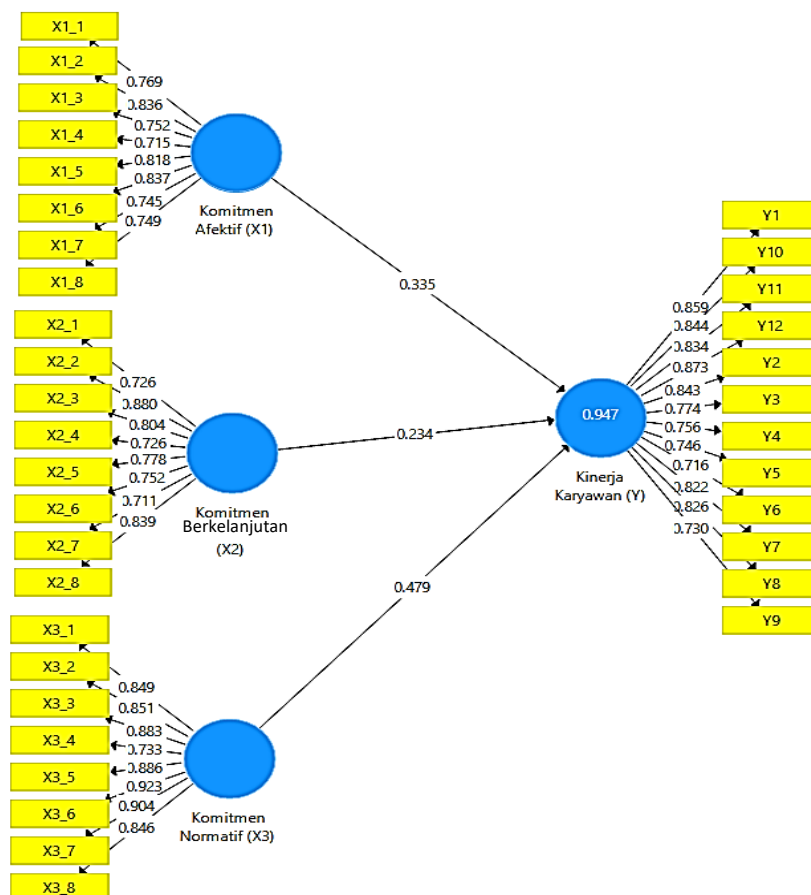 X1_1
X1_2
X1_3
X1_4
X1_5
X1_6
X1_7
X1_8
0.769
0.836
0.752
0.715
0.818
0.837
0.745
0.749
Komitmen
Afektif (X1)
X2_1
X2_2
X2_3
X2_4
X2_5
X2_6
X2_7
X2_8
0.726
0.880
0.804
0.726
0.778
0.752
0.711
0.839
Komitmen
Berkelanjutan
(X2)
X3_1
X3_2
X3_3
X3_4
X3_5
X3_6
X3_7
X3_8
0.849
0.851
0.883
0.733
0.886
0.923
0.904
0.846
Komitmen
Normatif (X3)
0.335
0.234
0.479
0.947
Kinerja
Karyawan (Y)
0.859
0.844
0.834
0.873
0.843
0.774
0.756
0.746
0.716
0.822
0.826
0.730
Y1
Y10
Y11
Y12
Y2
Y3
Y4
Y5
Y6
Y7
Y8
Y9